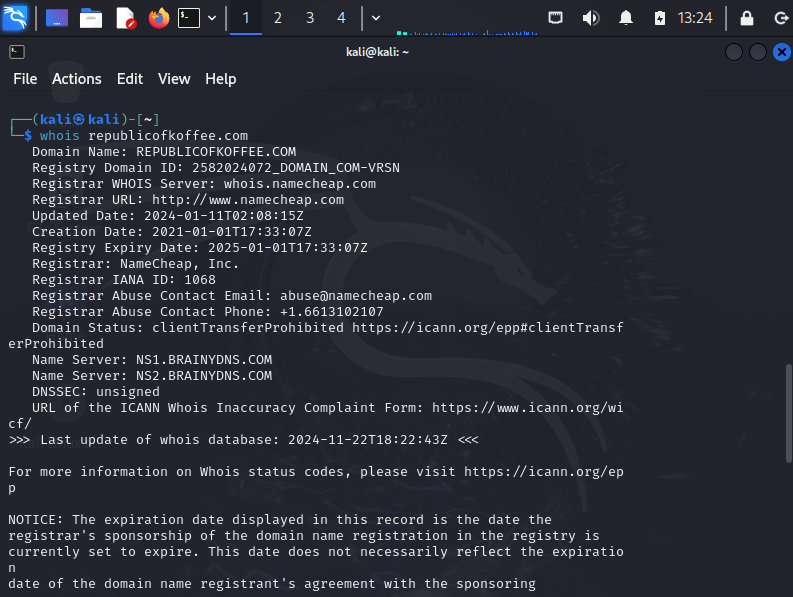 1 2 3 4 13:24
kali@kali: ~
File Actions Edit View Help
┌──(kali㉿kali)-[~]
└─$ whois republicofkoffee.com
Domain Name: REPUBLICOFKOFFEE.COM
Registry Domain ID: 2582024072_DOMAIN_COM-VRSN
Registrar WHOIS Server: whois.namecheap.com
Registrar URL: http://www.namecheap.com
Updated Date: 2024-01-11T02:08:15Z
Creation Date: 2021-01-01T17:33:07Z
Registry Expiry Date: 2025-01-01T17:33:07Z
Registrar: NameCheap, Inc.
Registrar IANA ID: 1068
Registrar Abuse Contact Email: abuse@namecheap.com
Registrar Abuse Contact Phone: +1.6613102107
Domain Status: clientTransferProhibited https://icann.org/epp#clientTransf
erProhibited
Name Server: NS1.BRAINYDNS.COM
Name Server: NS2.BRAINYDNS.COM
DNSSEC: unsigned
URL of the ICANN Whois Inaccuracy Complaint Form: https://www.icann.org/wi
cf/
>>> Last update of whois database: 2024-11-22T18:22:43Z <<<
For more information on Whois status codes, please visit https://icann.org/ep
p
NOTICE: The expiration date displayed in this record is the date the
registrar's sponsorship of the domain name registration in the registry is
currently set to expire. This date does not necessarily reflect the expiratio
n
date of the domain name registrant's agreement with the sponsoring